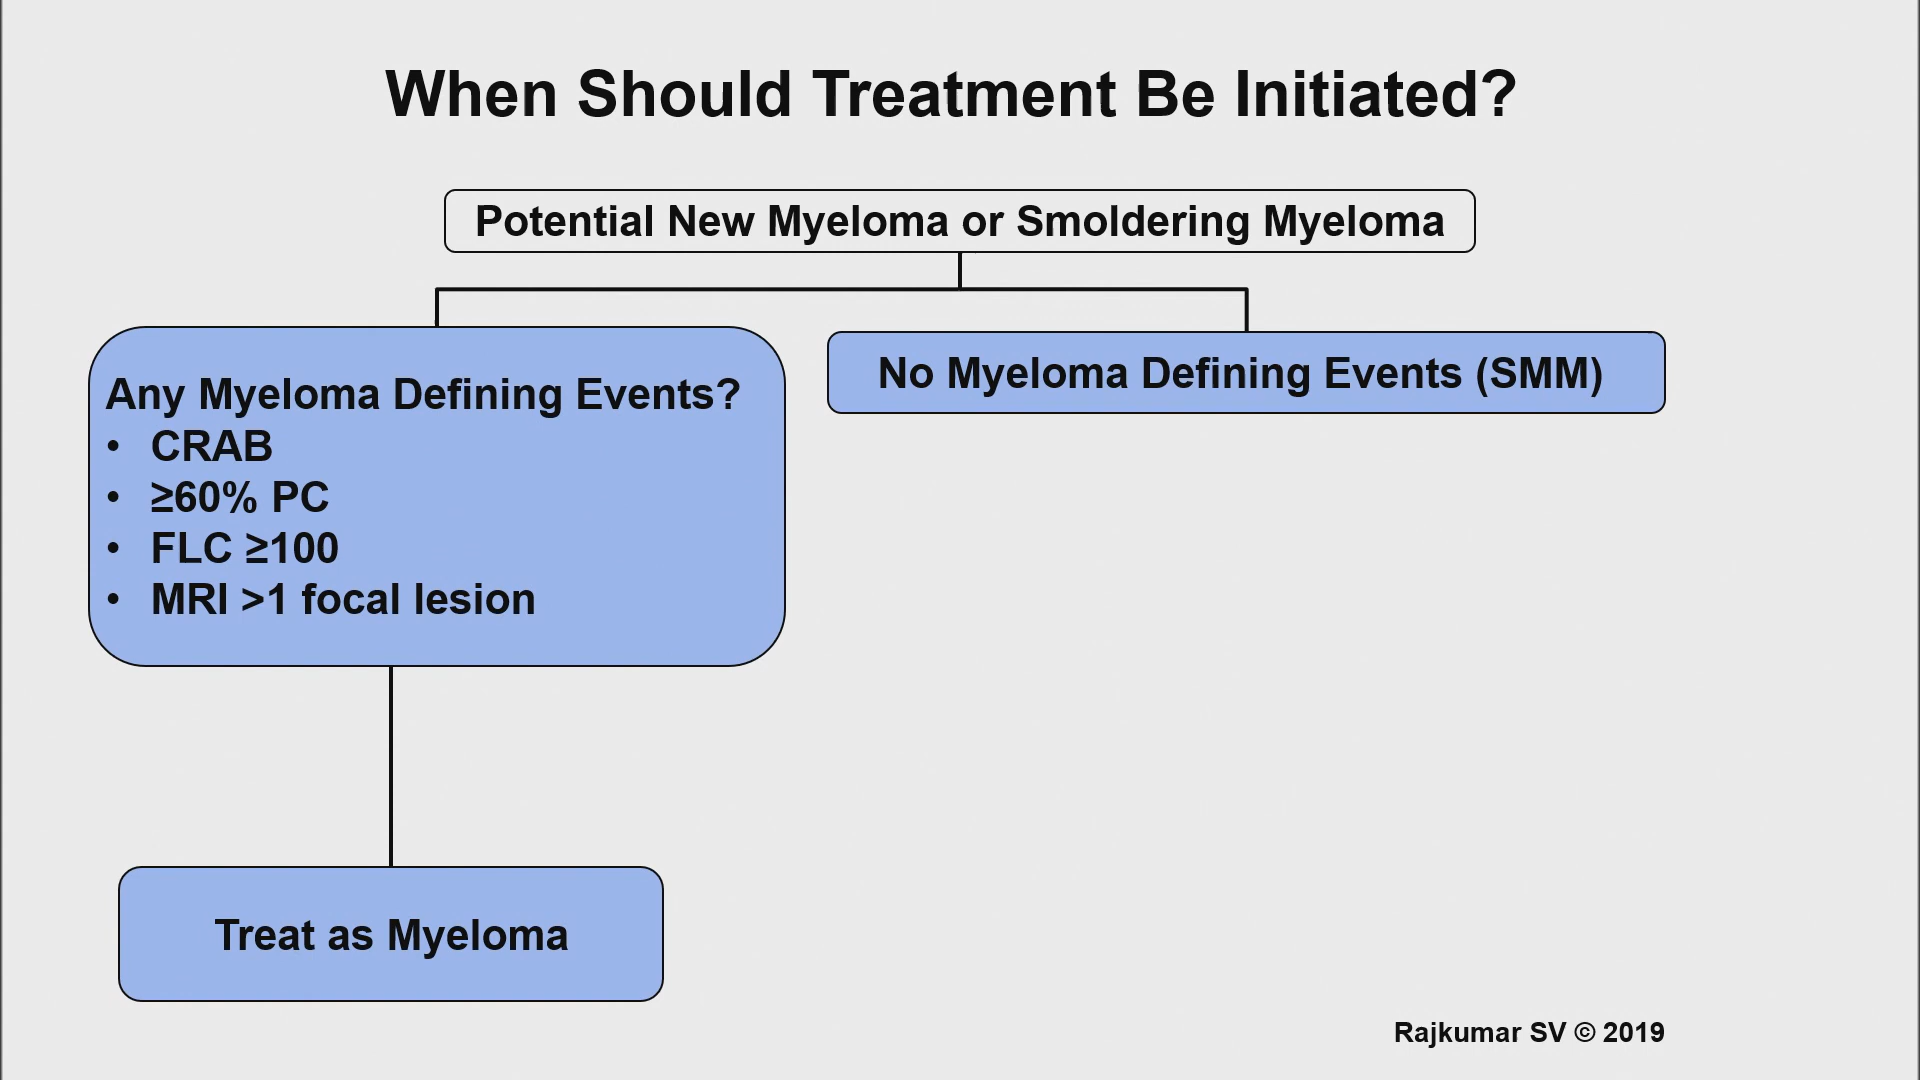 When Should Treatment Be Initiated?
Potential New Myeloma or Smoldering Myeloma
Any Myeloma Defining Events?
• CRAB
• ≥60% PC
• FLC ≥100
• MRI >1 focal lesion
No Myeloma Defining Events (SMM)
Treat as Myeloma
Rajkumar SV © 2019